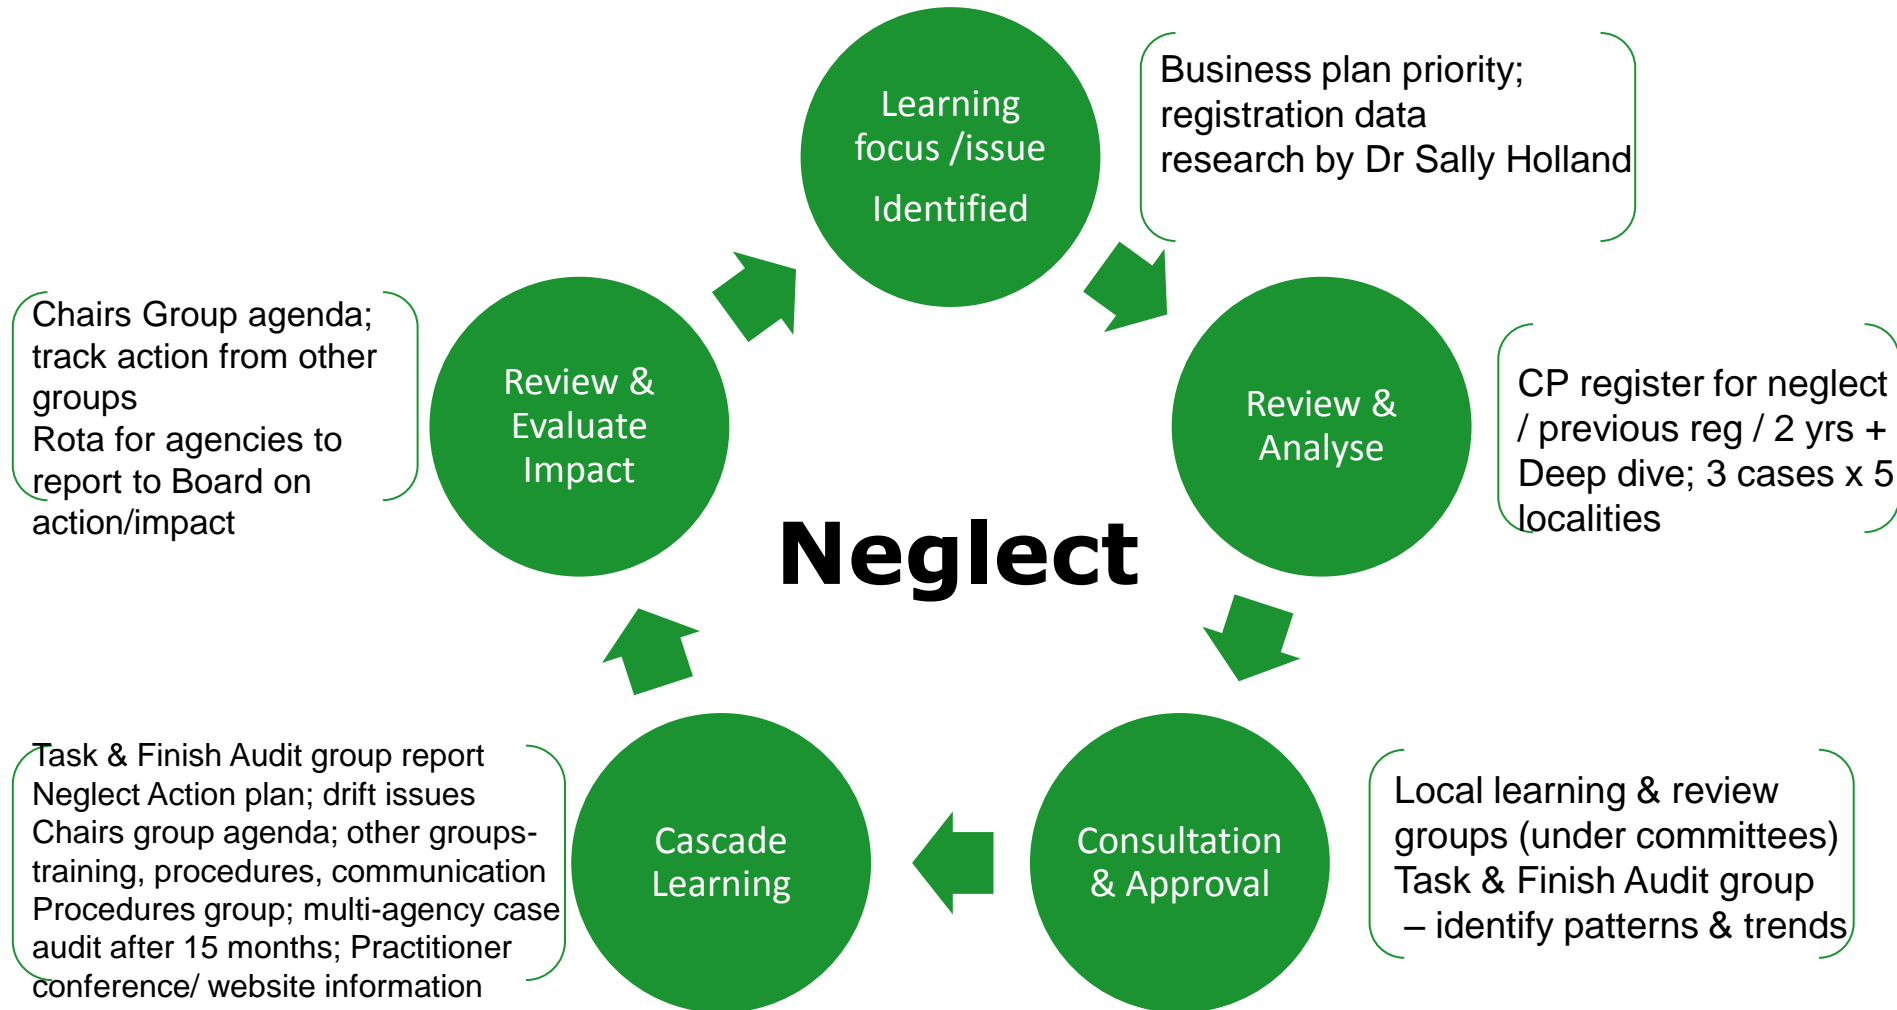 Learning
focus /issue
Identified
Business plan priority;
registration data
research by Dr Sally Holland
Review &
Analyse
CP register for neglect
/ previous reg / 2 yrs +
Deep dive; 3 cases x 5
localities
Consultation
& Approval
Local learning & review
groups (under committees)
Task & Finish Audit group
– identify patterns & trends
Cascade
Learning
Task & Finish Audit group report
Neglect Action plan; drift issues
Chairs group agenda; other groups-
training, procedures, communication
Procedures group; multi-agency case
audit after 15 months; Practitioner
conference/ website information
Review &
Evaluate
Impact
Chairs Group agenda;
track action from other
groups
Rota for agencies to
report to Board on
action/impact
Neglect